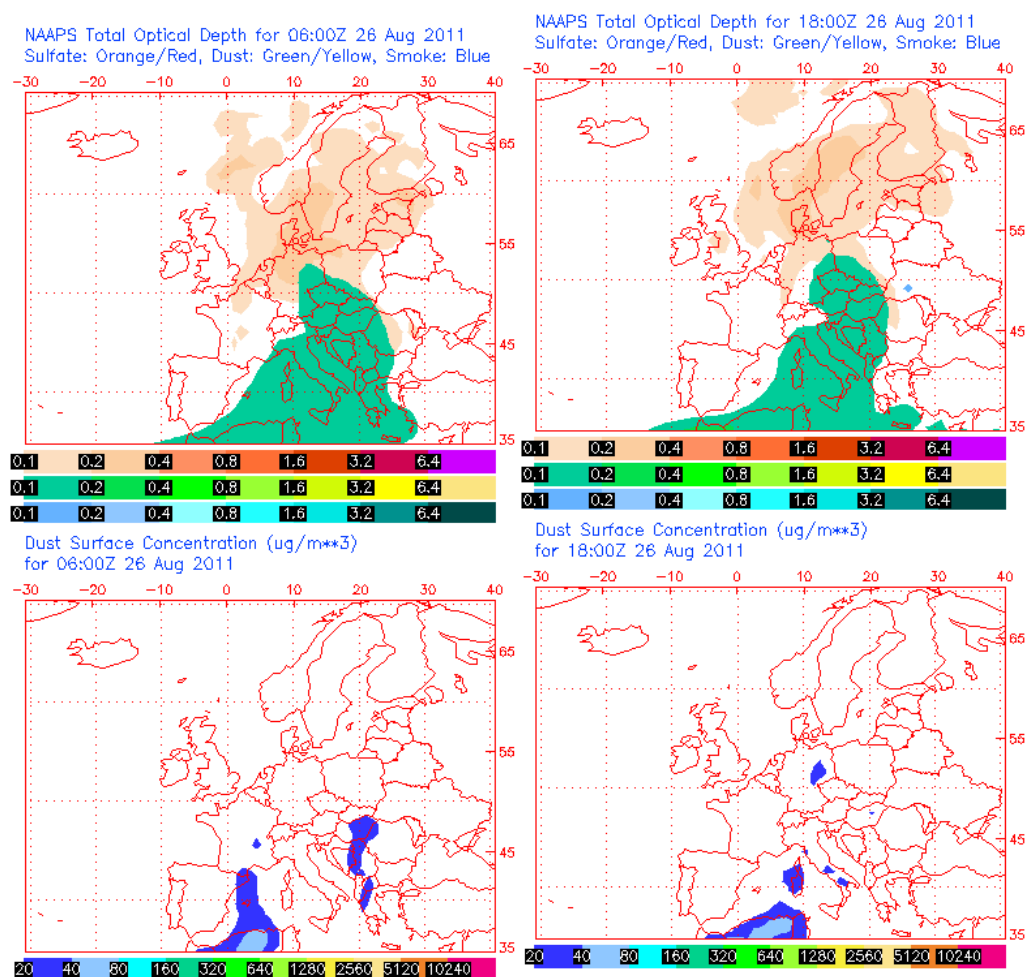 NAAPS Total Optical Depth for 06:00Z 26 Aug 2011
Sulfate: Orange/Red, Dust: Green/Yellow, Smoke: Blue
-30 -20 -10 0 10 20 30 40
65
55
45
35
0.1 0.2 0.4 0.8 1.6 3.2 6.4
0.1 0.2 0.4 0.8 1.6 3.2 6.4
0.1 0.2 0.4 0.8 1.6 3.2 6.4
NAAPS Total Optical Depth for 18:00Z 26 Aug 2011
Sulfate: Orange/Red, Dust: Green/Yellow, Smoke: Blue
-30 -20 -10 0 10 20 30 40
65
55
45
35
0.1 0.2 0.4 0.8 1.6 3.2 6.4
0.1 0.2 0.4 0.8 1.6 3.2 6.4
0.1 0.2 0.4 0.8 1.6 3.2 6.4
Dust Surface Concentration (ug/m**3)
for 06:00Z 26 Aug 2011
-30 -20 -10 0 10 20 30 40
65
55
45
35
20 40 80 160 320 640 1280 2560 5120 10240
Dust Surface Concentration (ug/m**3)
for 18:00Z 26 Aug 2011
-30 -20 -10 0 10 20 30 40
65
55
45
35
20 40 80 160 320 640 1280 2560 5120 10240